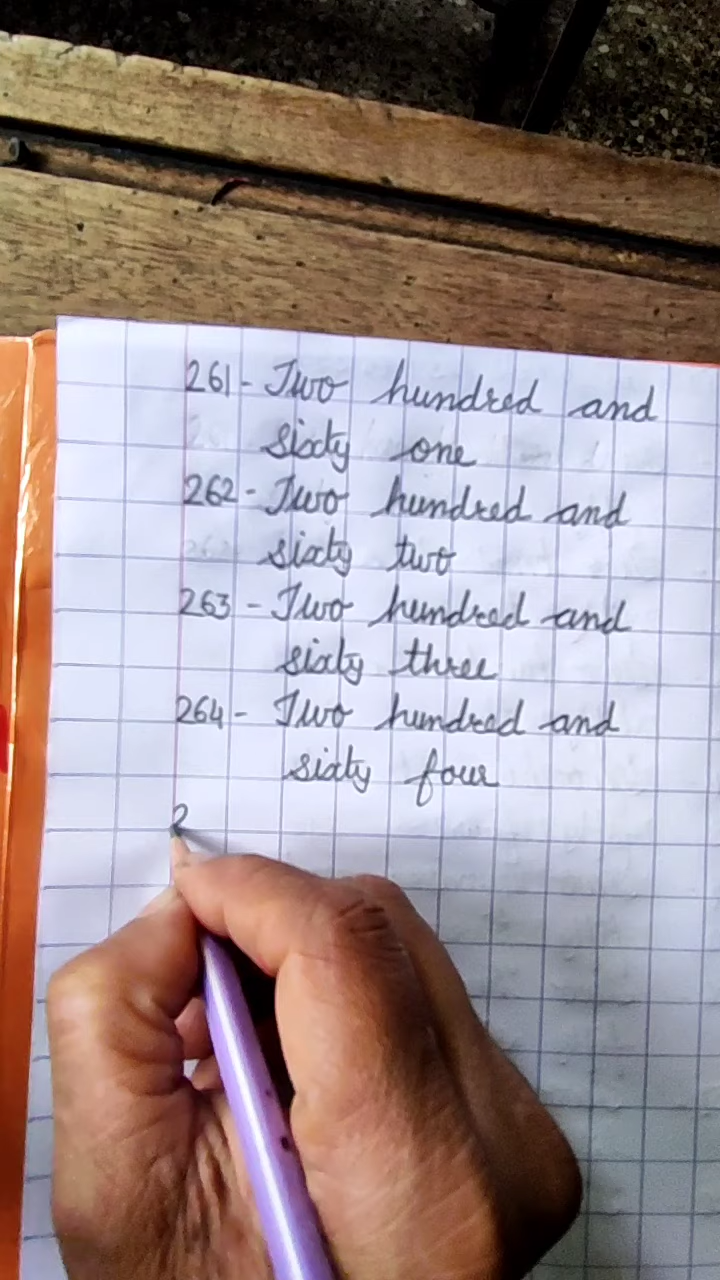 261 - Two hundred and
sixty one
262 - Two hundred and
sixty two
263 - Two hundred and
sixty three
264 - Two hundred and
sixty four
2